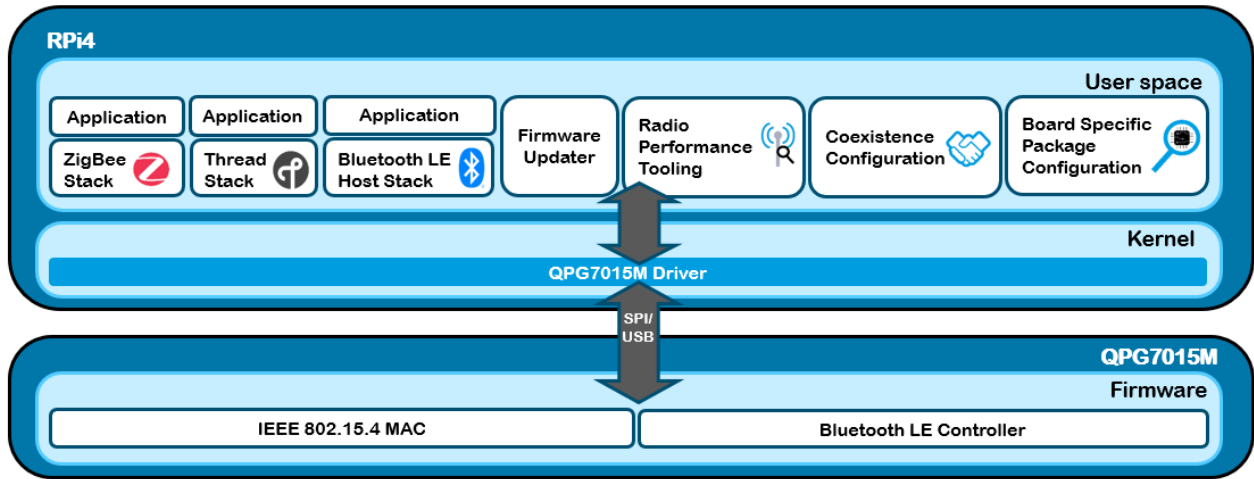 RPi4
User space
Application
Application
Application
ZigBee
Stack
Thread
Stack
Bluetooth LE
Host Stack
Firmware
Updater
Radio
Performance
Tooling
Coexistence
Configuration
Board Specific
Package
Configuration
Kernel
QPG7015M Driver
SPI/
USB
QPG7015M
Firmware
IEEE 802.15.4 MAC
Bluetooth LE Controller